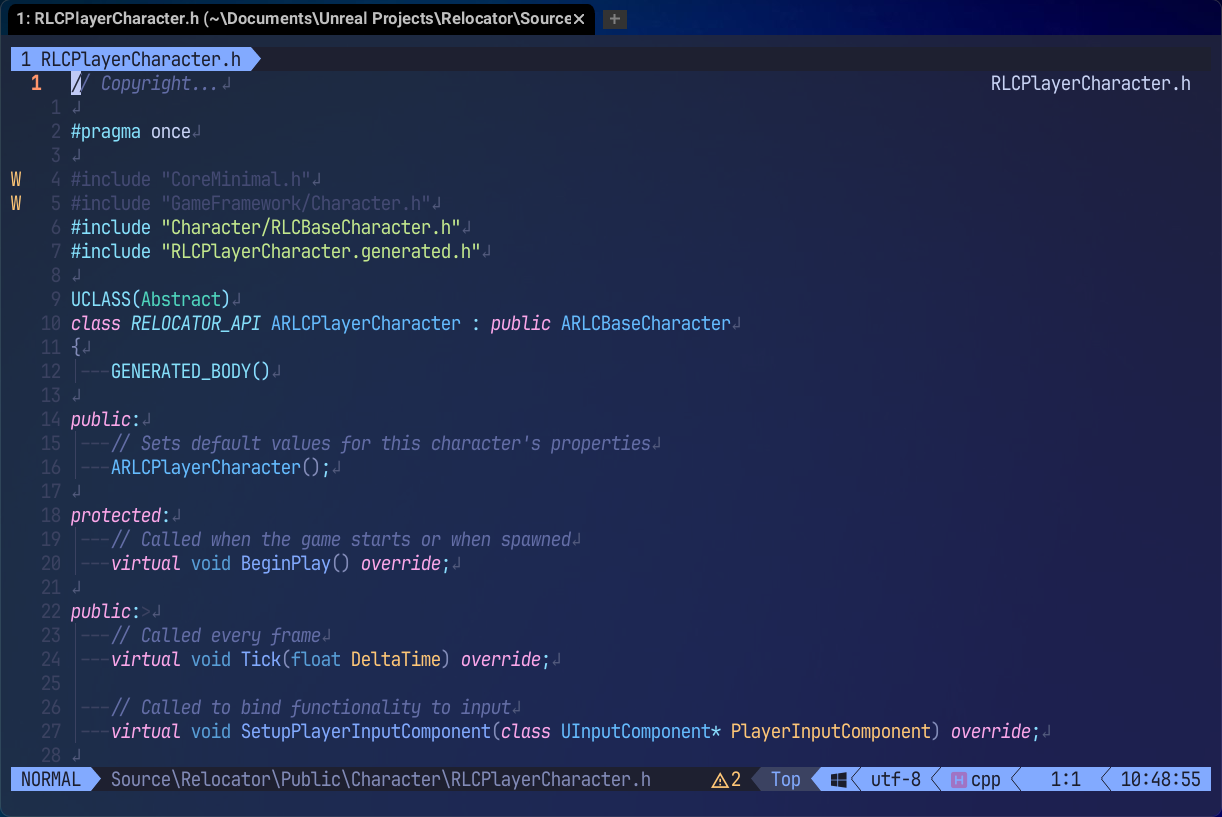 1: RLCPlayerCharacter.h (~\Documents\Unreal Projects\Relocator\Source
1 RLCPlayerCharacter.h
1 // Copyright... RLCPlayerCharacter.h
1
2 #pragma once
3
W 4 #include "CoreMinimal.h"
W 5 #include "GameFramework/Character.h"
6 #include "Character/RLCBaseCharacter.h"
7 #include "RLCPlayerCharacter.generated.h"
8
9 UCLASS(Abstract)
10 class RELOCATOR_API ARLCPlayerCharacter : public ARLCBaseCharacter
11 {
12 GENERATED_BODY()
13
14 public:
15 // Sets default values for this character's properties
16 ARLCPlayerCharacter();
17
18 protected:
19 // Called when the game starts or when spawned
20 virtual void BeginPlay() override;
21
22 public:>
23 // Called every frame
24 virtual void Tick(float DeltaTime) override;
25
26 // Called to bind functionality to input
27 virtual void SetupPlayerInputComponent(class UInputComponent* PlayerInputComponent) override;
28
NORMAL Source\Relocator\Public\Character\RLCPlayerCharacter.h 2 Top utf-8 H cpp 1:1 10:48:55